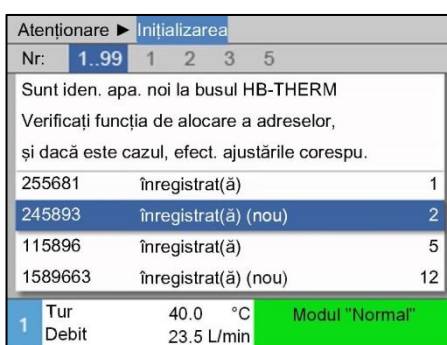 Atenționare ► Inițializarea
Nr: 1..99 1 2 3 5
Sunt iden. apa. noi la busul HB-THERM
Verificați funcția de alocare a adreselor,
și dacă este cazul, efect. ajustările corespu.
255681 înregistrat(ă) 1
245893 înregistrat(ă) (nou) 2
115896 înregistrat(ă) 5
1589663 înregistrat(ă) (nou) 12
1 Tur 40.0 °C Modul "Normal"
Debit 23.5 L/min